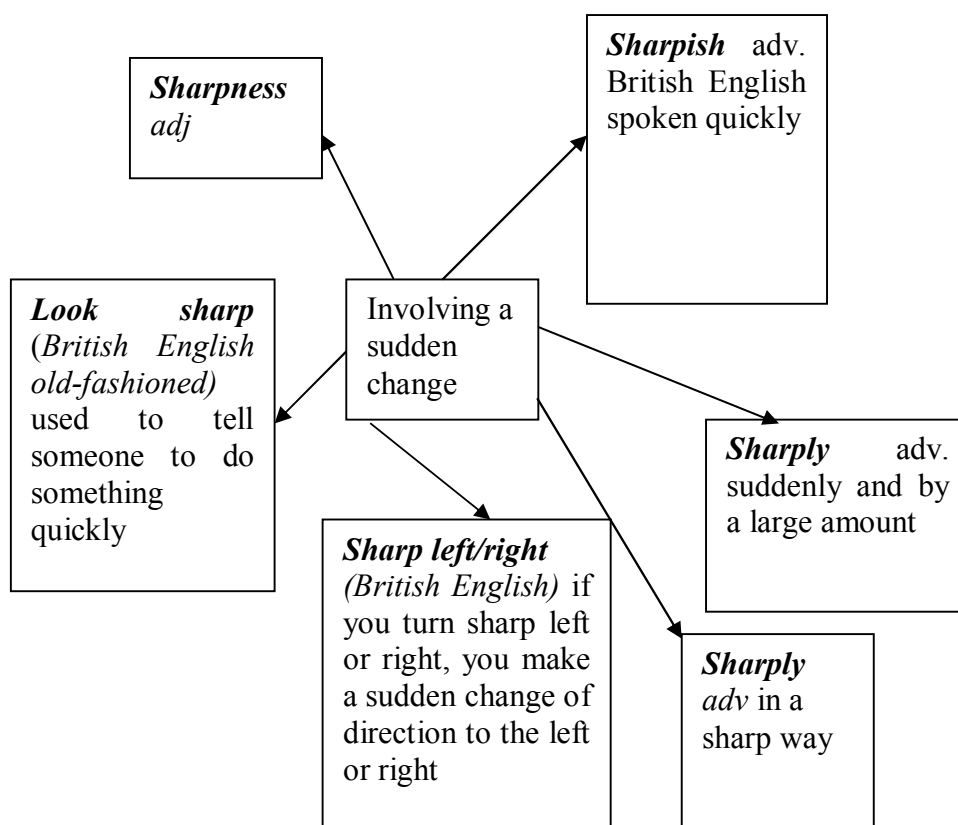 Sharpness
adj
Sharpish adv.
British English
spoken quickly
Look sharp
(British English
old-fashioned)
used to tell
someone to do
something
quickly
Involving a
sudden
change
Sharply adv.
suddenly and by
a large amount
Sharp left/right
(British English) if
you turn sharp left
or right, you make
a sudden change of
direction to the left
or right
Sharply
adv in a
sharp way